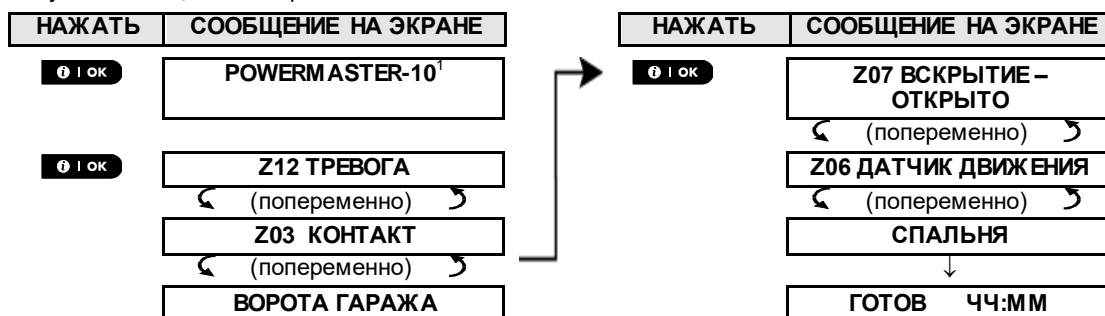 НАЖАТЬ СООБЩЕНИЕ НА ЭКРАНЕ
i | OK POWERMASTER-10¹
i | OK Z12 ТРЕВОГА
(попеременно)
Z03 КОНТАКТ
(попеременно)
ВОРОТА ГАРАЖА
НАЖАТЬ СООБЩЕНИЕ НА ЭКРАНЕ
i | OK Z07 ВСКРЫТИЕ –
ОТКРЫТО
(попеременно)
Z06 ДАТЧИК ДВИЖЕНИЯ
(попеременно)
СПАЛЬНЯ
↓
ГОТОВ ЧЧ:ММ